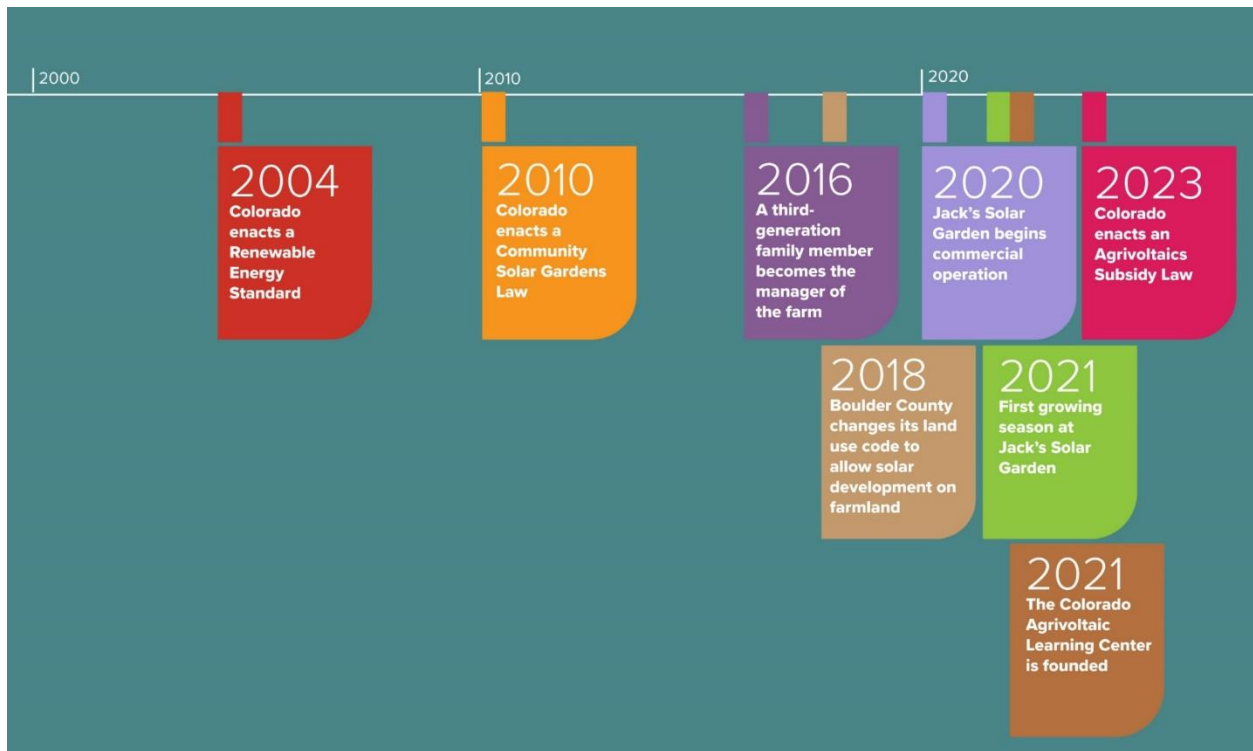 2000
2010
2020
2004
Colorado
enacts a
Renewable
Energy
Standard
2010
Colorado
enacts a
Community
Solar Gardens
Law
2016
A third-
generation
family member
becomes the
manager of
the farm
2020
Jack’s Solar
Garden begins
commercial
operation
2023
Colorado
enacts an
Agrivoltaics
Subsidy Law
2018
Boulder County
changes its land
use code to
allow solar
development on
farmland
2021
First growing
season at
Jack’s Solar
Garden
2021
The Colorado
Agrivoltaic
Learning Center
is founded